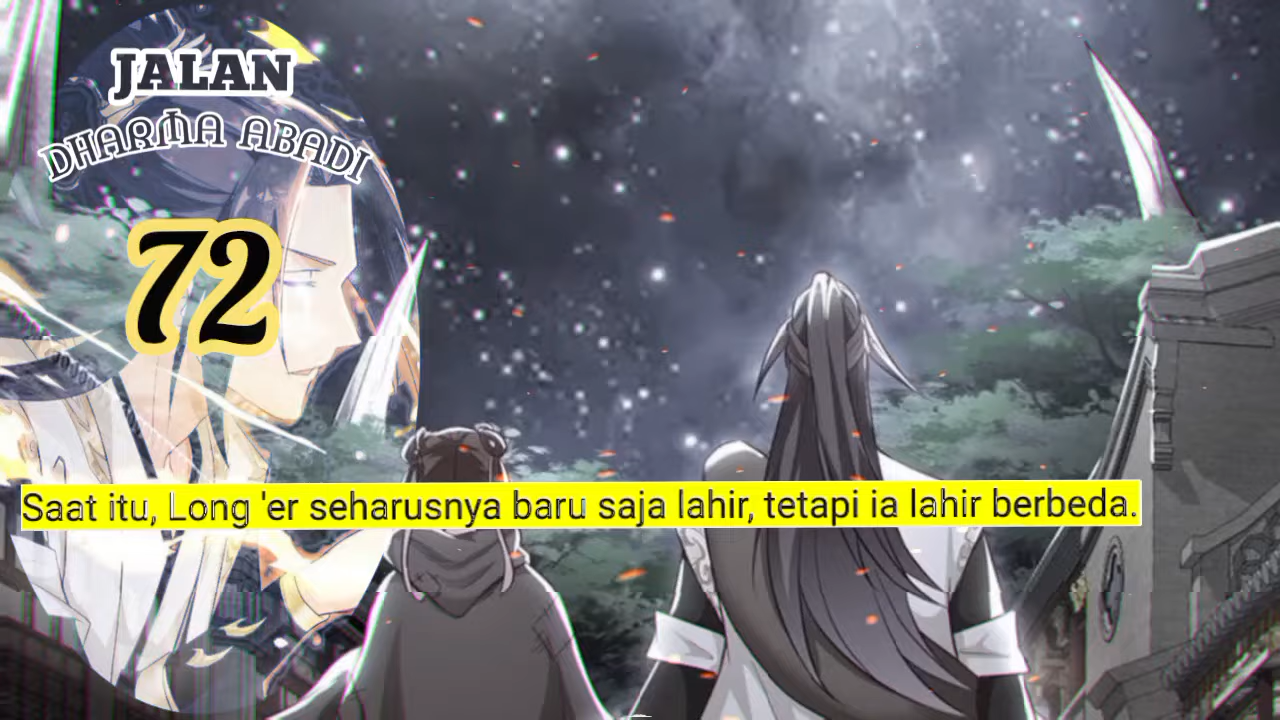 JALAN
DHARMA ABADI
72
Saat itu, Long 'er seharusnya baru saja lahir, tetapi ia lahir berbeda.